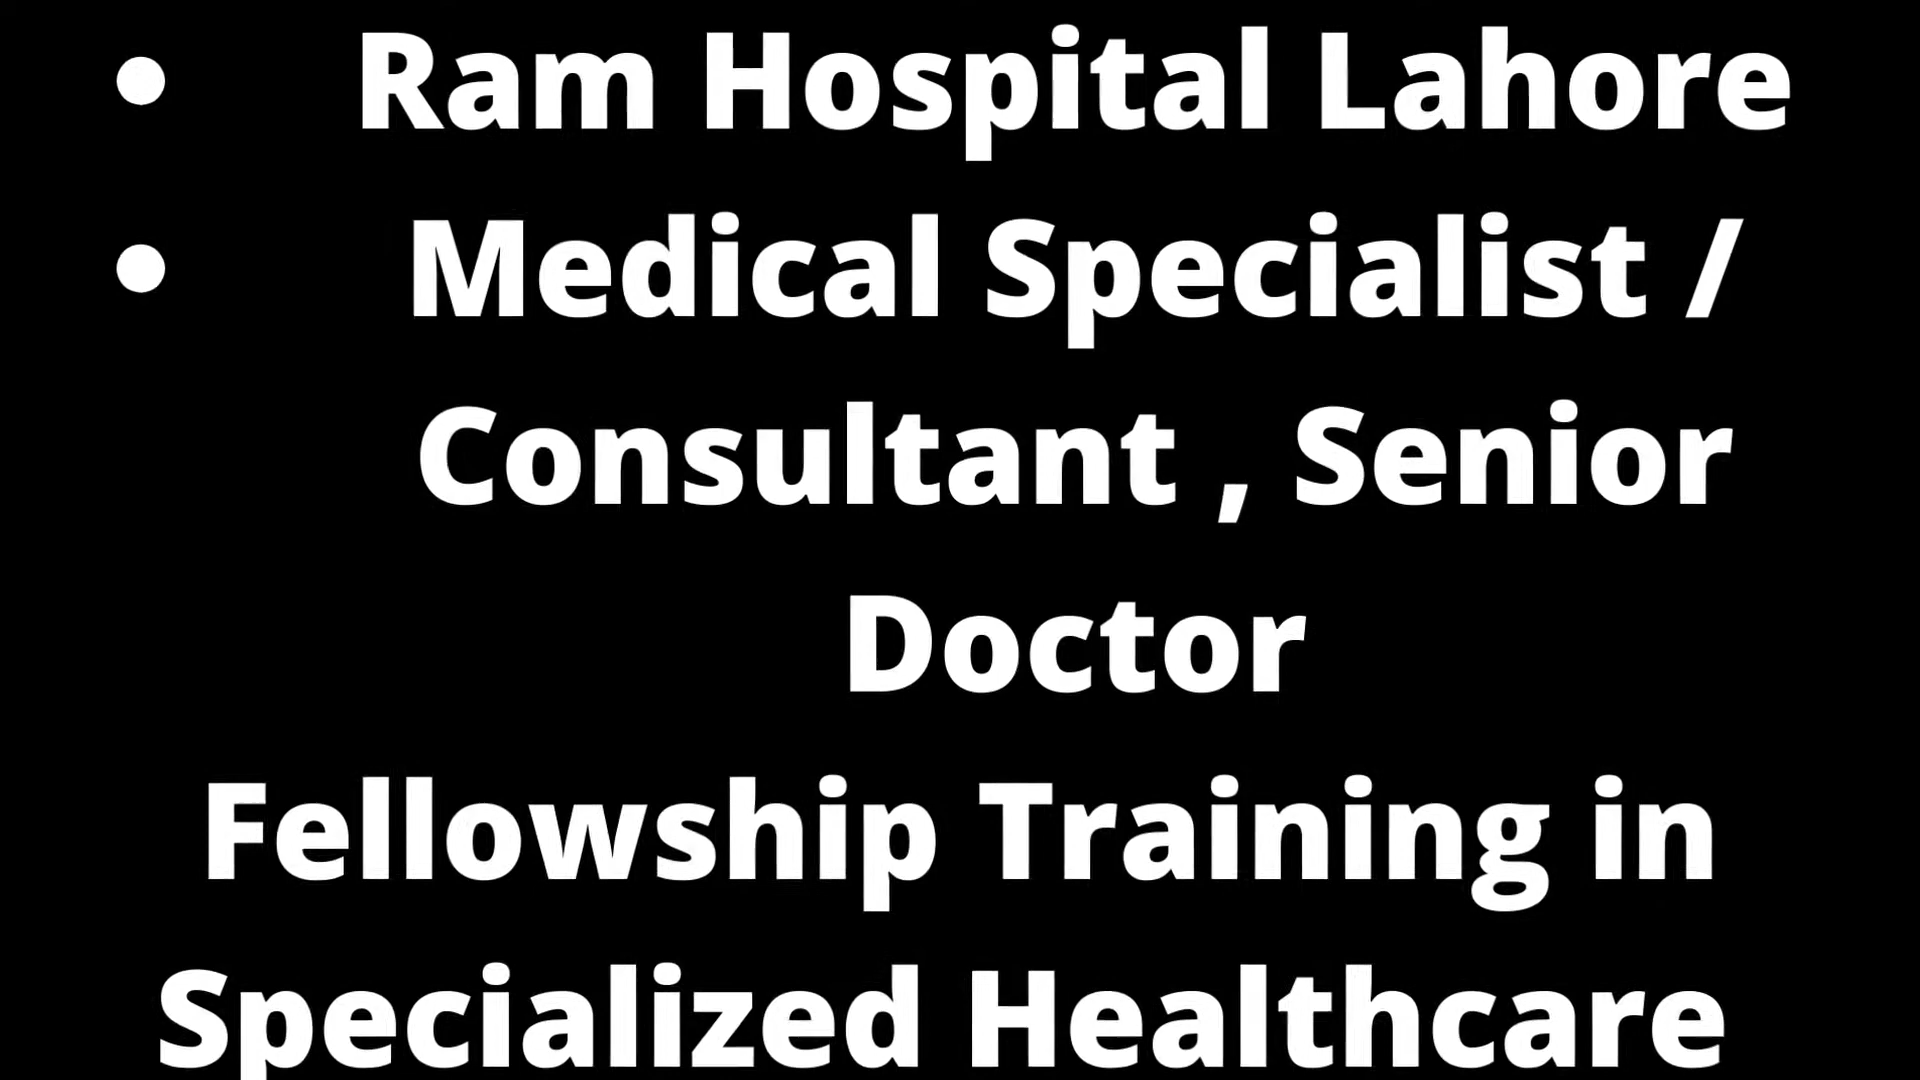 • Ram Hospital Lahore
• Medical Specialist /
Consultant , Senior
Doctor
Fellowship Training in
Specialized Healthcare